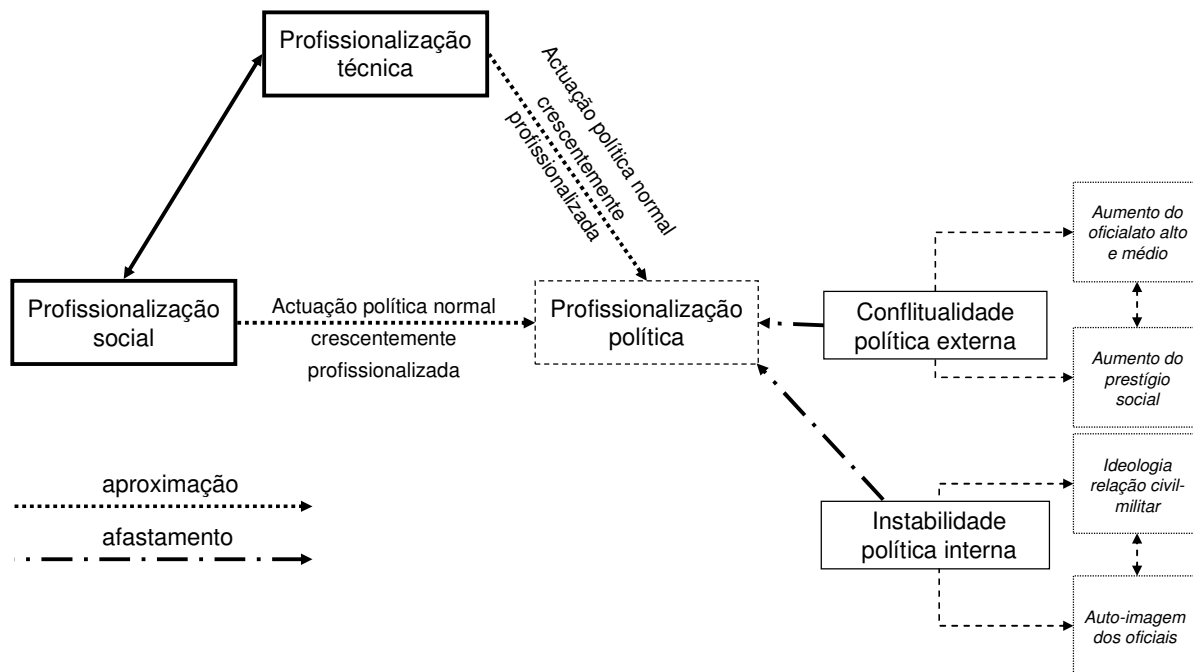 Profissionalização
técnica
Actuação política normal
crescentemente
profissionalizada
Profissionalização
social
Actuação política normal
crescentemente
profissionalizada
Profissionalização
política
Conflitualidade
política externa
Aumento do
oficialato alto
e médio
Aumento do
prestígio
social
aproximação
afastamento
Instabilidade
política interna
Ideologia
relação civil-
militar
Auto-imagem
dos oficiais